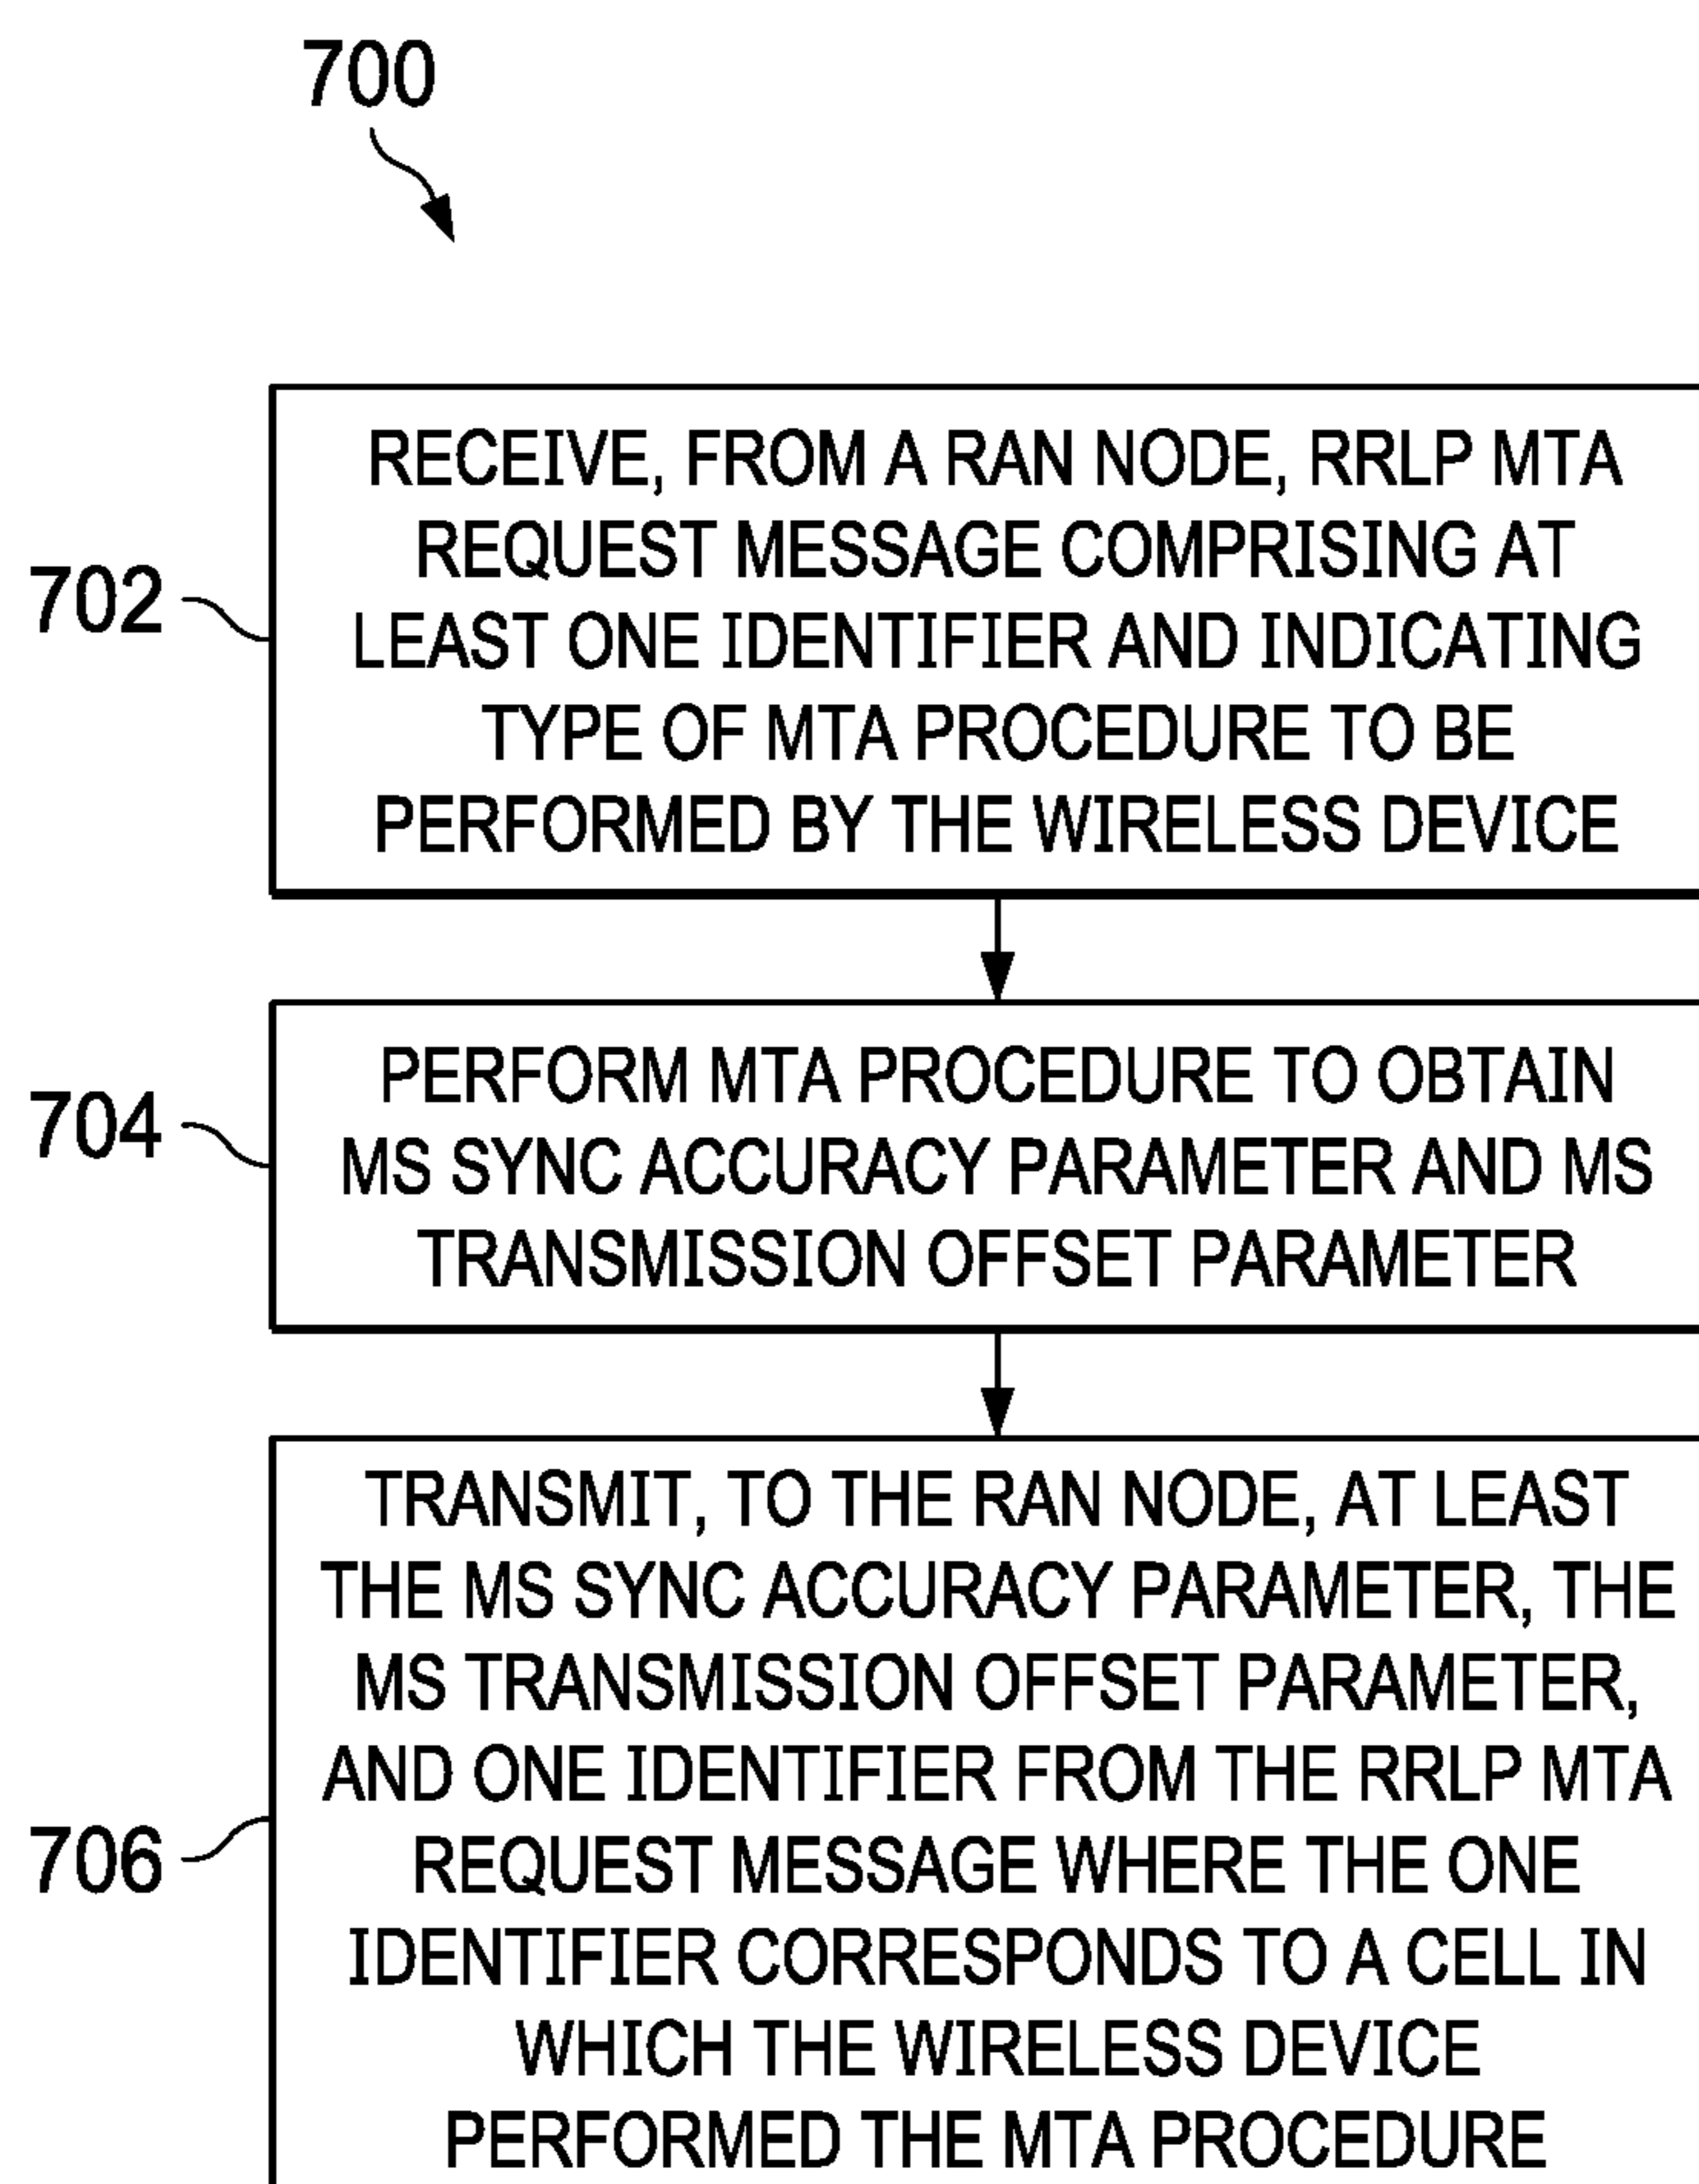 700
702
RECEIVE, FROM A RAN NODE, RRLP MTA
REQUEST MESSAGE COMPRISING AT
LEAST ONE IDENTIFIER AND INDICATING
TYPE OF MTA PROCEDURE TO BE
PERFORMED BY THE WIRELESS DEVICE
704
PERFORM MTA PROCEDURE TO OBTAIN
MS SYNC ACCURACY PARAMETER AND MS
TRANSMISSION OFFSET PARAMETER
706
TRANSMIT, TO THE RAN NODE, AT LEAST
THE MS SYNC ACCURACY PARAMETER, THE
MS TRANSMISSION OFFSET PARAMETER,
AND ONE IDENTIFIER FROM THE RRLP MTA
REQUEST MESSAGE WHERE THE ONE
IDENTIFIER CORRESPONDS TO A CELL IN
WHICH THE WIRELESS DEVICE
PERFORMED THE MTA PROCEDURE